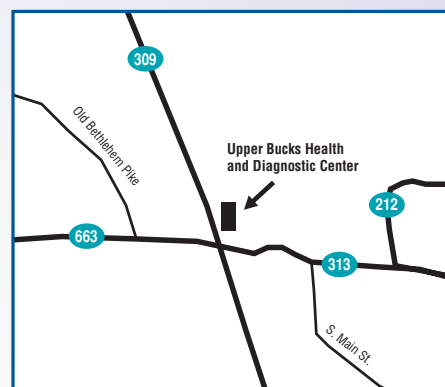 309
Old Bethlehem Pike
Upper Bucks Health
and Diagnostic Center
212
663
313
S. Main St.